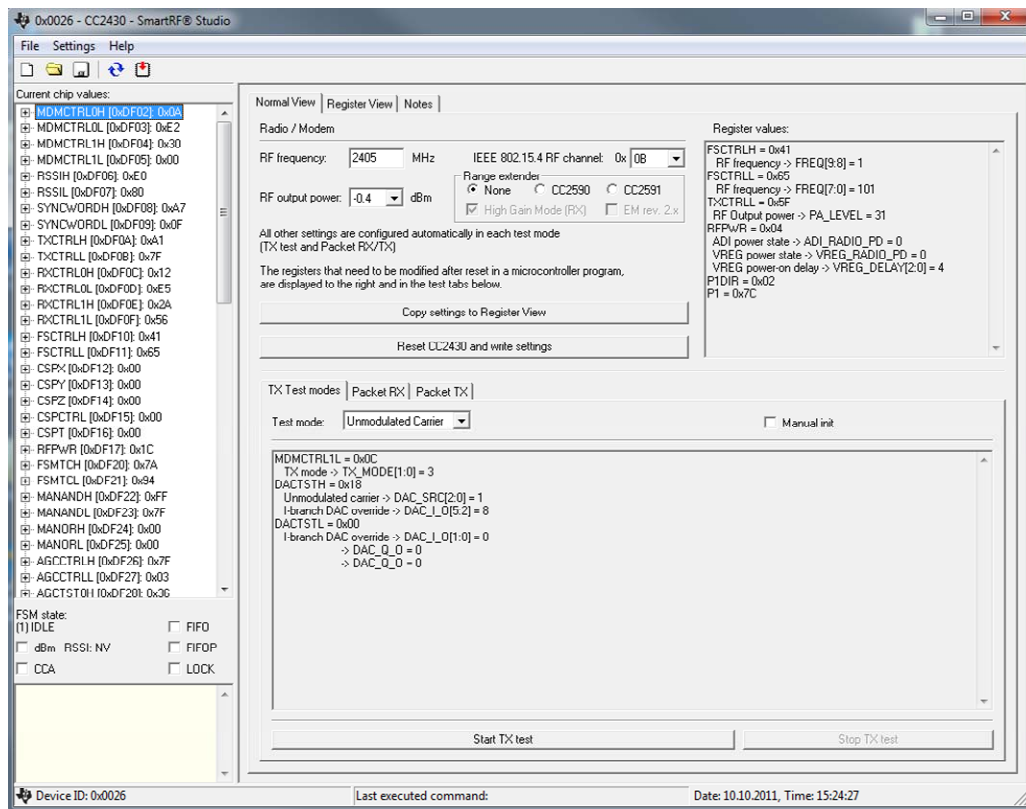 0x0026 - CC2430 - SmartRF® Studio
File Settings Help
Current chip values:
MDMCTRL0H [0xDF02]: 0x0A
MDMCTRL0L [0xDF03]: 0xE2
MDMCTRL1H [0xDF04]: 0x30
MDMCTRL1L [0xDF05]: 0x00
RSSIH [0xDF06]: 0xE0
RSSIL [0xDF07]: 0x80
SYNCWORDH [0xDF08]: 0xA7
SYNCWORDL [0xDF09]: 0x0F
TXCTRLH [0xDF0A]: 0xA1
TXCTRLL [0xDF0B]: 0x7F
RXCTRL0H [0xDF0C]: 0x12
RXCTRL0L [0xDF0D]: 0xE5
RXCTRL1H [0xDF0E]: 0x2A
RXCTRL1L [0xDF0F]: 0x56
FSCTRLH [0xDF10]: 0x41
FSCTRLL [0xDF11]: 0x65
CSPX [0xDF12]: 0x00
CSPY [0xDF13]: 0x00
CSPZ [0xDF14]: 0x00
CSPCTRL [0xDF15]: 0x00
CSPT [0xDF16]: 0x00
RFPWR [0xDF17]: 0x1C
FSMTCH [0xDF20]: 0x7A
FSMTCL [0xDF21]: 0x94
MANANDH [0xDF22]: 0xFF
MANANDL [0xDF23]: 0x7F
MANORH [0xDF24]: 0x00
MANORL [0xDF25]: 0x00
AGCCTRLH [0xDF26]: 0x7F
AGCCTRLL [0xDF27]: 0x03
FSM state:
(1) IDLE
FIFO
dBm RSSI: NV
FIFOP
CCA
LOCK
Normal View Register View Notes
Radio / Modem
RF frequency: 2405 MHz IEEE 802.15.4 RF channel: 0x 0B
RF output power: -0.4 dBm
Range extender
None CC2590 CC2591
High Gain Mode (RX) EM rev. 2.x
All other settings are configured automatically in each test mode
(TX test and Packet RX/TX)
The registers that need to be modified after reset in a microcontroller program,
are displayed to the right and in the test tabs below.
Copy settings to Register View
Reset CC2430 and write settings
Register values:
FSCTRLH = 0x41
RF frequency -> FREQ[9:8] = 1
FSCTRLL = 0x65
RF frequency -> FREQ[7:0] = 101
TXCTRLL = 0x5F
RF Output power -> PA_LEVEL = 31
RFPWR = 0x04
ADI power state -> ADI_RADIO_PD = 0
VREG power state -> VREG_RADIO_PD = 0
VREG power-on delay -> VREG_DELAY[2:0] = 4
P1DIR = 0x02
P1 = 0x7C
TX Test modes Packet RX Packet TX
Test mode: Unmodulated Carrier Manual init
MDMCTRL1L = 0x0C
TX mode -> TX_MODE[1:0] = 3
DACTSTH = 0x18
Unmodulated carrier -> DAC_SRC[2:0] = 1
I-branch DAC override -> DAC_I_O[5:2] = 8
DACTSTL = 0x00
I-branch DAC override -> DAC_I_O[1:0] = 0
-> DAC_Q_O = 0
-> DAC_Q_O = 0
Start TX test
Stop TX test
Device ID: 0x0026
Last executed command:
Date: 10.10.2011, Time: 15:24:27